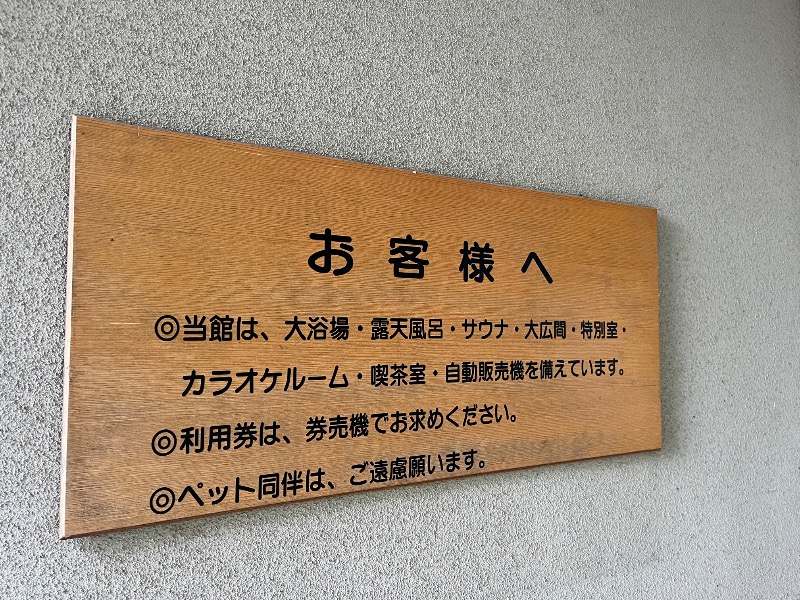 お客様へ
◎当館は、大浴場・露天風呂・サウナ・大広間・特別室・
カラオケルーム・喫茶室・自動販売機を備えています。
◎利用券は、券売機でお求めください。
◎ペット同伴は、ご遠慮願います。